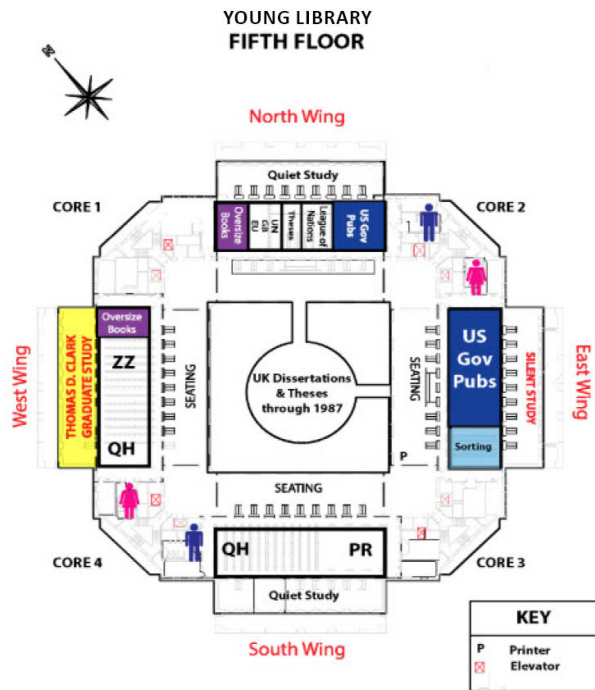 YOUNG LIBRARY
FIFTH FLOOR
N
North Wing
Quiet Study
CORE 1
CORE 2
Oversize
Books
UN
GB
EU
Theses
League of
Nations
US Gov
Pubs
West Wing
THOMAS D. CLARK
GRADUATE STUDY
Oversize
Books
ZZ
QH
SEATING
UK Dissertations
& Theses
through 1987
SEATING
P
US
Gov
Pubs
Sorting
SILENT STUDY
East Wing
SEATING
QH
PR
CORE 4
CORE 3
Quiet Study
South Wing
KEY
P Printer
Elevator